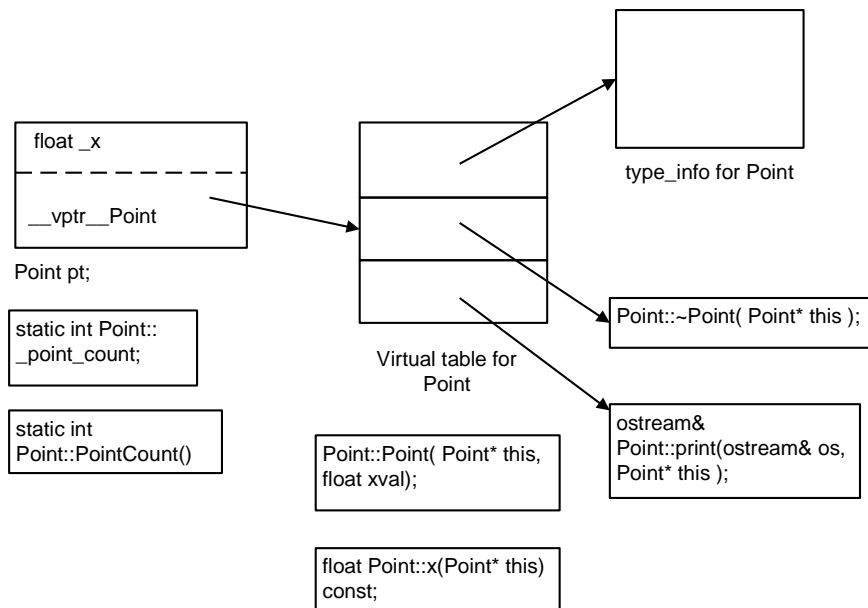 float _x
__vptr__Point
Point pt;
static int Point::
_point_count;
static int
Point::PointCount()
Virtual table for
Point
Point::Point( Point* this,
float xval);
float Point::x(Point* this)
const;
type_info for Point
Point::~Point( Point* this );
ostream&
Point::print(ostream& os,
Point* this );